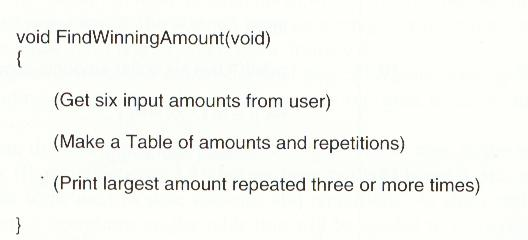 void FindWinningAmount(void)
{
(Get six input amounts from user)
(Make a Table of amounts and repetitions)
(Print largest amount repeated three or more times)
}